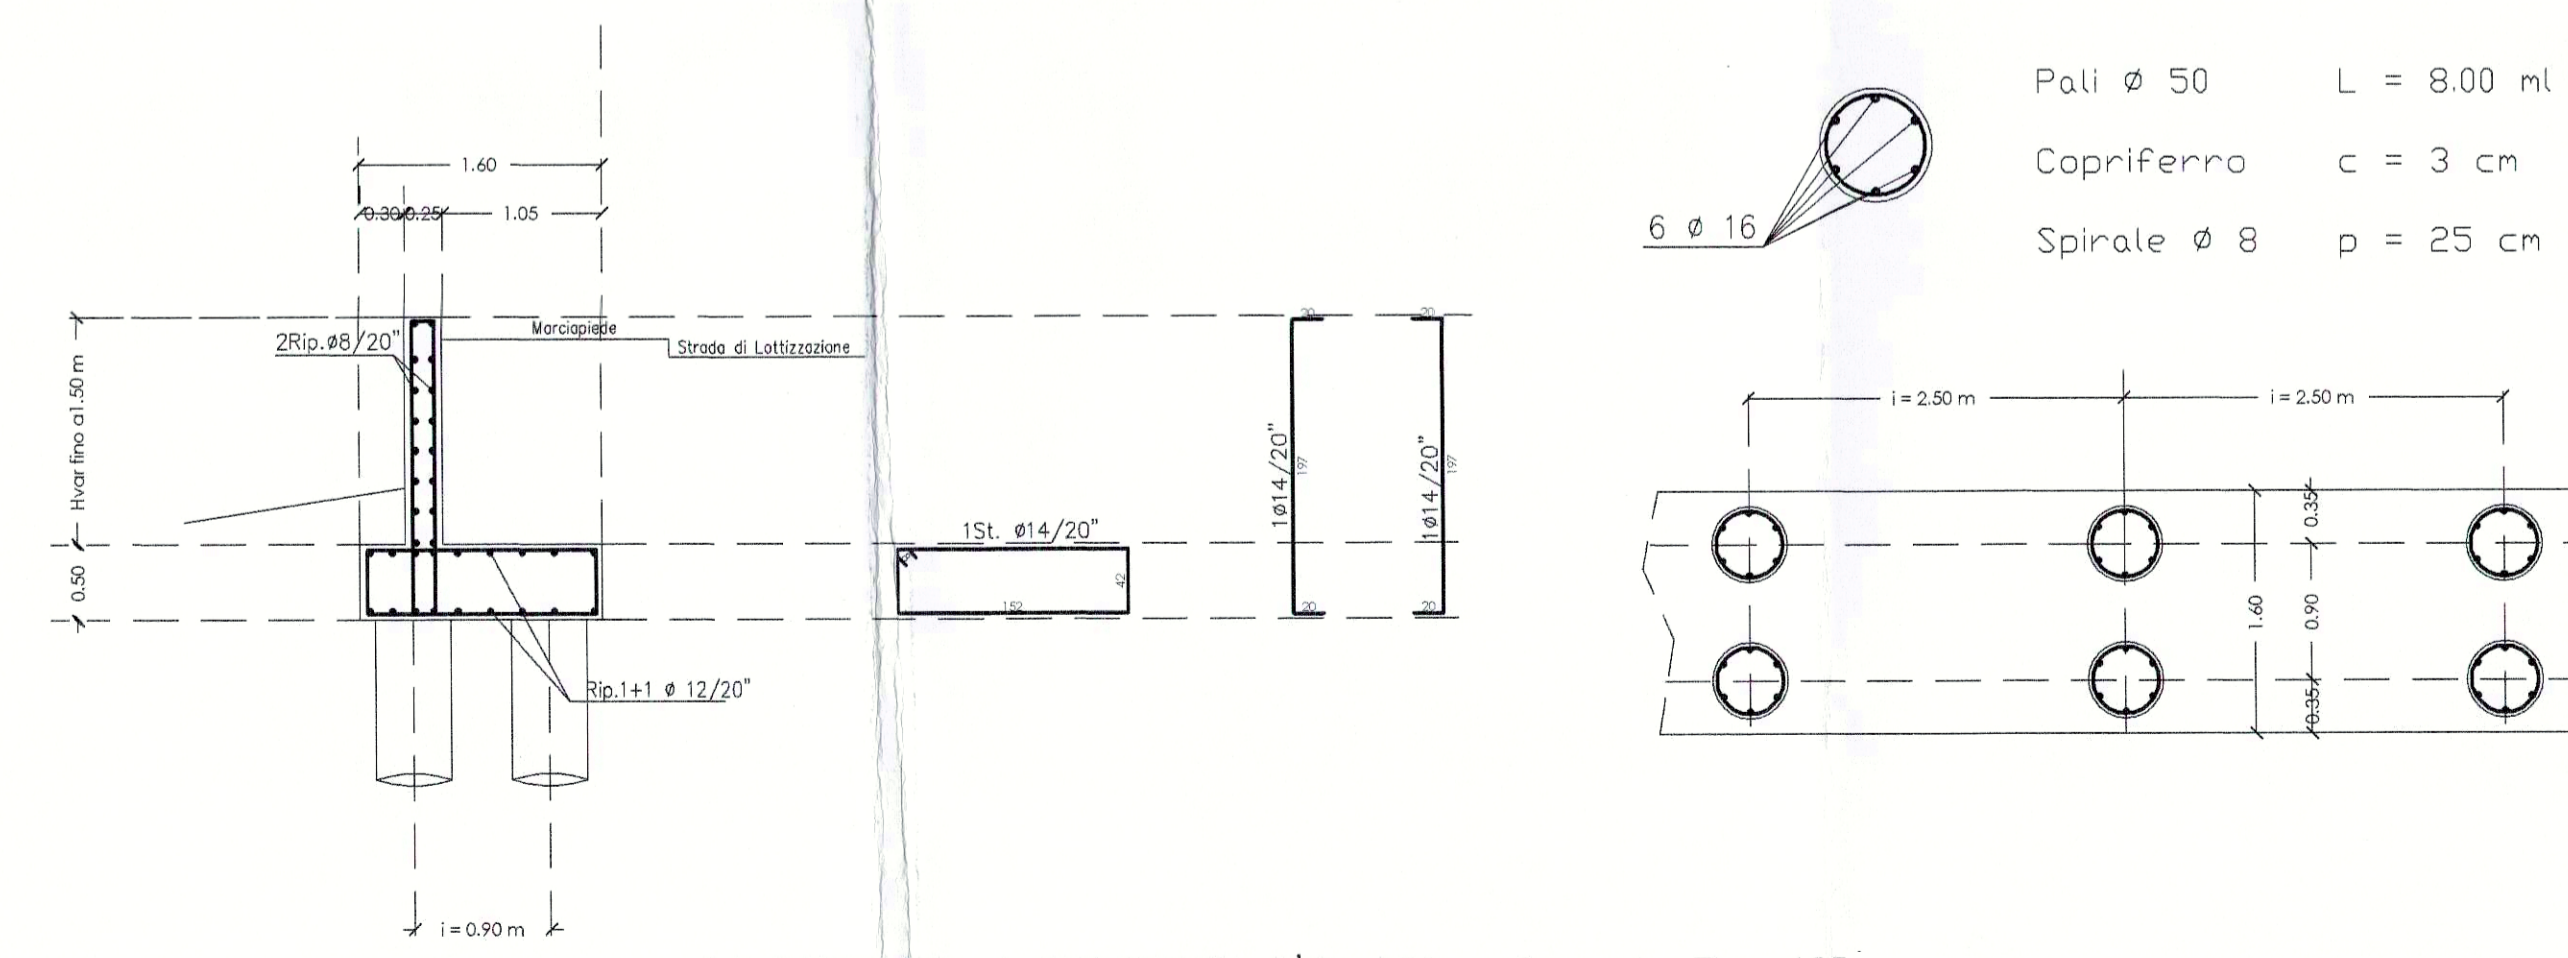 1.60
0.30
0.25
1.05
2Rip.ø8/20"
Marciapiede
Strada di Lottizzazione
Hvar fino a1.50 m
0.50
Rip.1+1 ø 12/20"
i = 0.90 m
1St. ø14/20"
152
42
1ø14/20"
197
20
20
1ø14/20"
197
20
20
6 ø 16
Pali ø 50 L = 8.00 ml
Copriferro c = 3 cm
Spirale ø 8 p = 25 cm
i = 2.50 m
i = 2.50 m
0.35
1.60
0.90
0.35